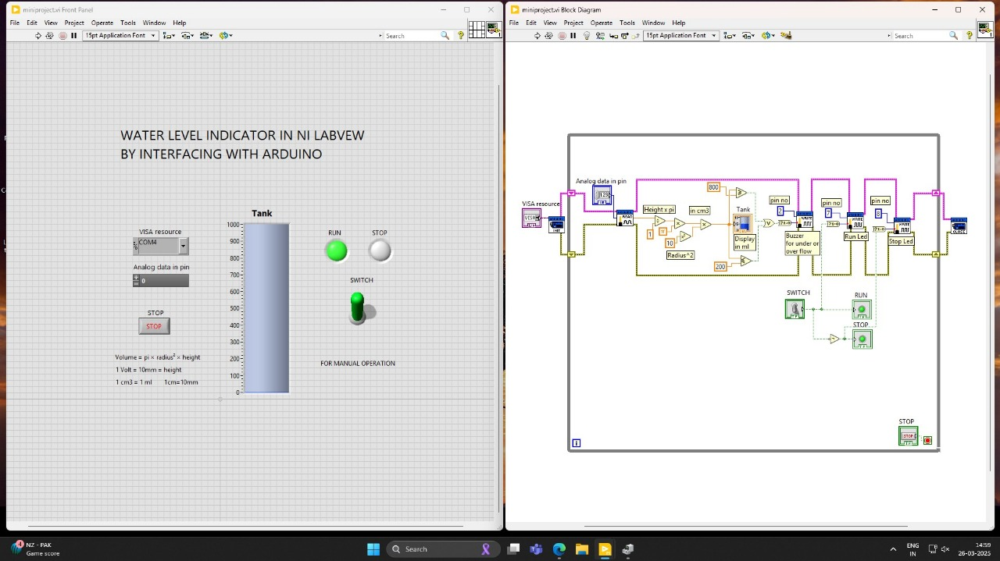 miniproject.vi Front Panel
File Edit View Project Operate Tools Window Help
15pt Application Font
Search
WATER LEVEL INDICATOR IN NI LABVEW
BY INTERFACING WITH ARDUINO
Tank
VISA resource
COM4
Analog data in pin
0
STOP
STOP
Volume = pi × radius² × height
1 Volt = 10mm = height
1 cm3 = 1 ml 1cm=10mm
1000
900
800
700
600
500
400
300
200
100
0
RUN STOP
SWITCH
FOR MANUAL OPERATION
miniproject.vi Block Diagram
File Edit View Project Operate Tools Window Help
15pt Application Font
Search
Analog data in pin
VISA resource
INIT
READ
Height x pi
in cm3
800
Tank
1
π
10
Radius^2
200
Display
in ml
pin no
2
Buzzer
for under or
over flow
pin no
7
Run Led
pin no
8
Stop Led
CLOSE
SWITCH
RUN
STOP
STOP
STOP
i
NZ - PAK
Game score
Search
ENG
IN
14:59
26-03-2025